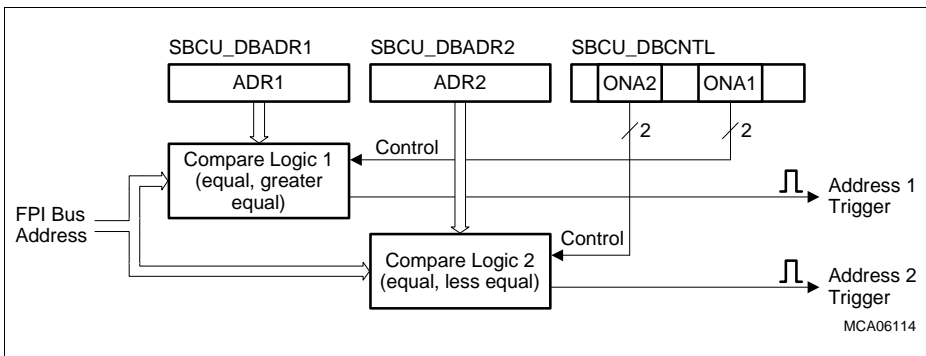 SBCU_DBADR1
SBCU_DBADR2
SBCU_DBCNTL
ADR1
ADR2
ONA2
ONA1
2
2
Control
Compare Logic 1
(equal, greater
equal)
FPI Bus
Address
Address 1
Trigger
Control
Compare Logic 2
(equal, less equal)
Address 2
Trigger
MCA06114